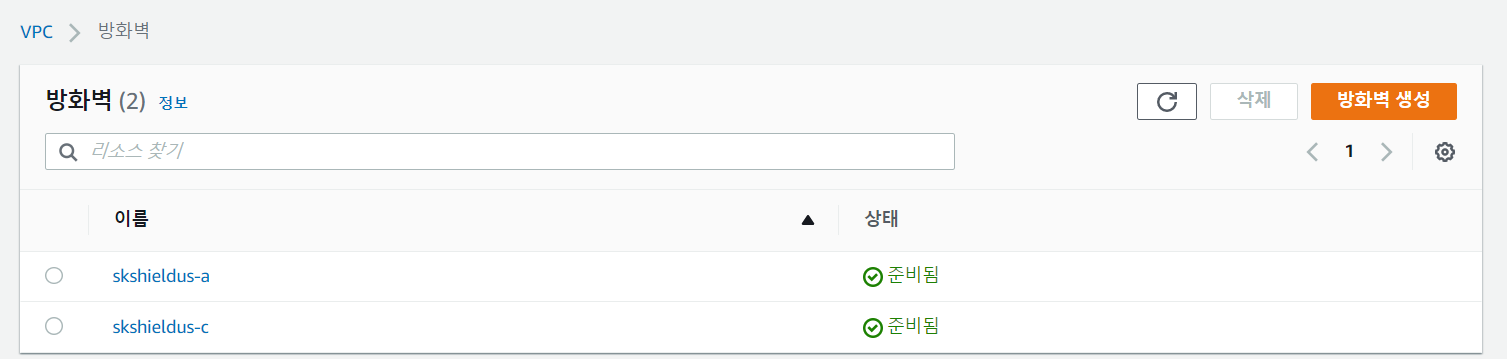 VPC > 방화벽
방화벽 (2) 정보 삭제 방화벽 생성
리소스 찾기 1
이름 상태
skshieldus-a 준비됨
skshieldus-c 준비됨